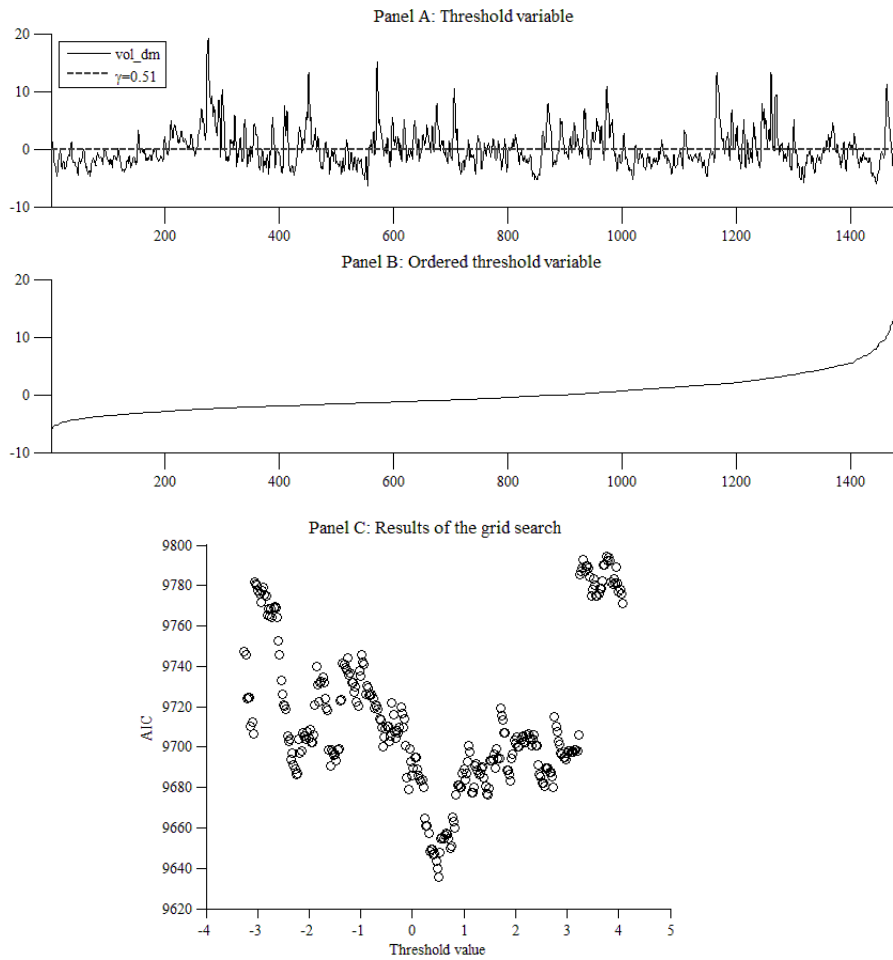 Panel A: Threshold variable
20
10
0
-10
vol_dm
γ=0.51
200 400 600 800 1000 1200 1400
Panel B: Ordered threshold variable
20
10
0
-10
200 400 600 800 1000 1200 1400
Panel C: Results of the grid search
9800
9780
9760
9740
9720
9700
9680
9660
9640
9620
AIC
-4 -3 -2 -1 0 1 2 3 4 5
Threshold value